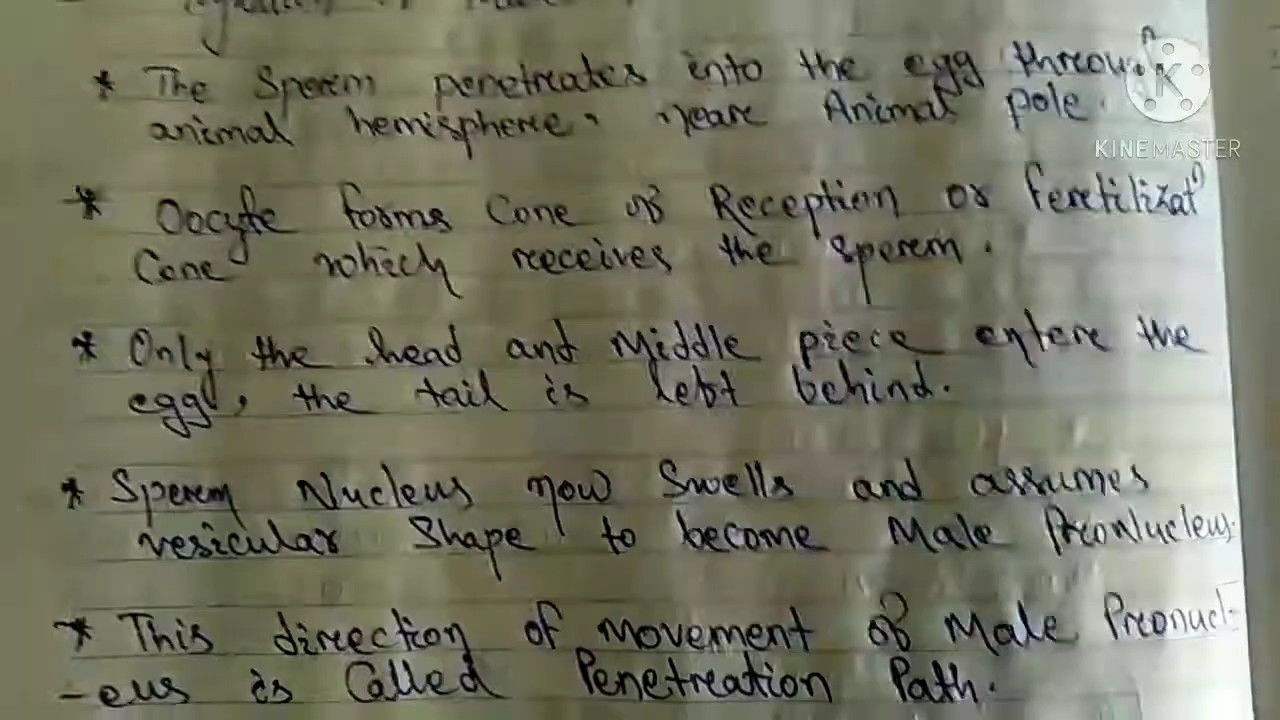 * The Sperm penetrates into the egg through
animal hemisphere, near Animal pole.
K
KINEMASTER
* Oocyte forms Cone of Reception or fertilizatn
Cone which receives the sperm.
* Only the head and Middle piece enters the
egg, the tail is left behind.
* Sperm Nucleus now Swells and assumes
vesicular Shape to become Male ProNucleus.
* This direction of Movement of Male Pronucl-
-eus is Called Penetration Path.